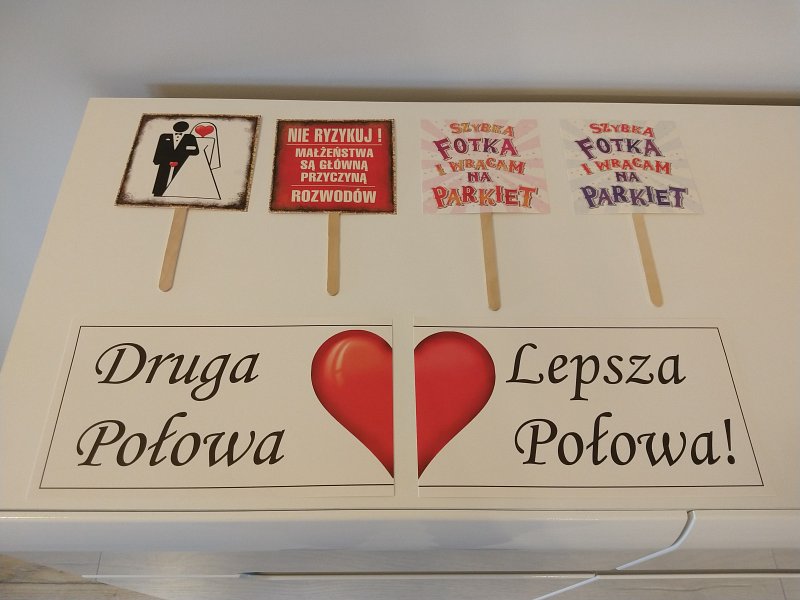 NIE RYZYKUJ !
MAŁŻEŃSTWA
SĄ GŁÓWNĄ
PRZYCZYNĄ
ROZWODÓW
SZYBKA
FOTKA
I WRACAM
NA
PARKIET
SZYBKA
FOTKA
I WRACAM
NA
PARKIET
Druga
Połowa
Lepsza
Połowa!